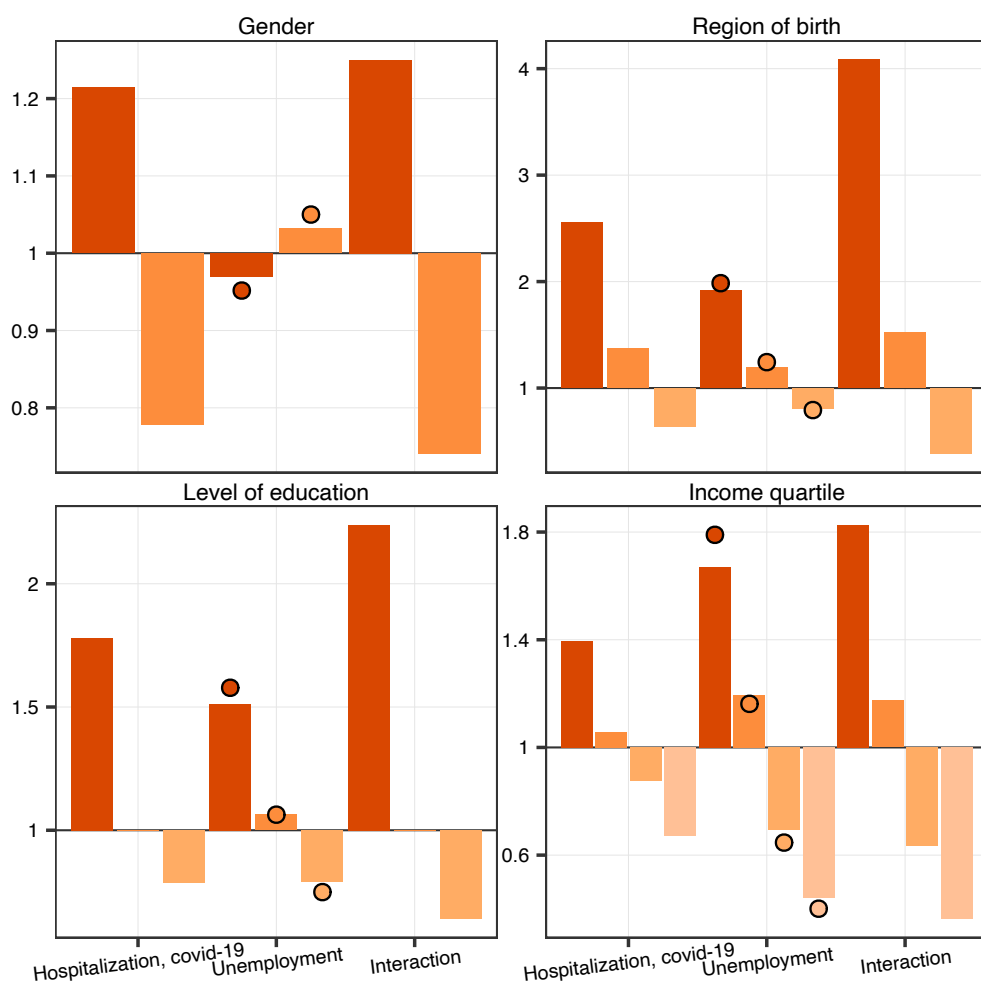 Gender
1.2
1.1
1
0.9
0.8
Region of birth
4
3
2
1
Level of education
2
1.5
1
Hospitalization, covid-19
Unemployment
Interaction
Income quartile
1.8
1.4
1
0.6
Hospitalization, covid-19
Unemployment
Interaction